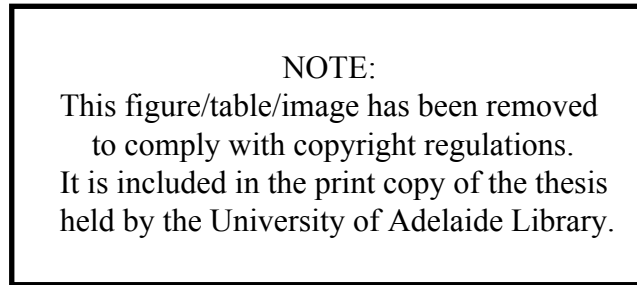 NOTE:
This figure/table/image has been removed
to comply with copyright regulations.
It is included in the print copy of the thesis
held by the University of Adelaide Library.